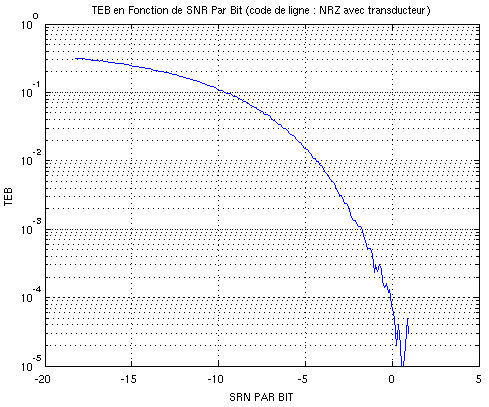 TEB en Fonction de SNR Par Bit (code de ligne : NRZ avec transducteur)
10^0
10^-1
10^-2
10^-3
10^-4
10^-5
TEB
-20 -15 -10 -5 0 5
SRN PAR BIT